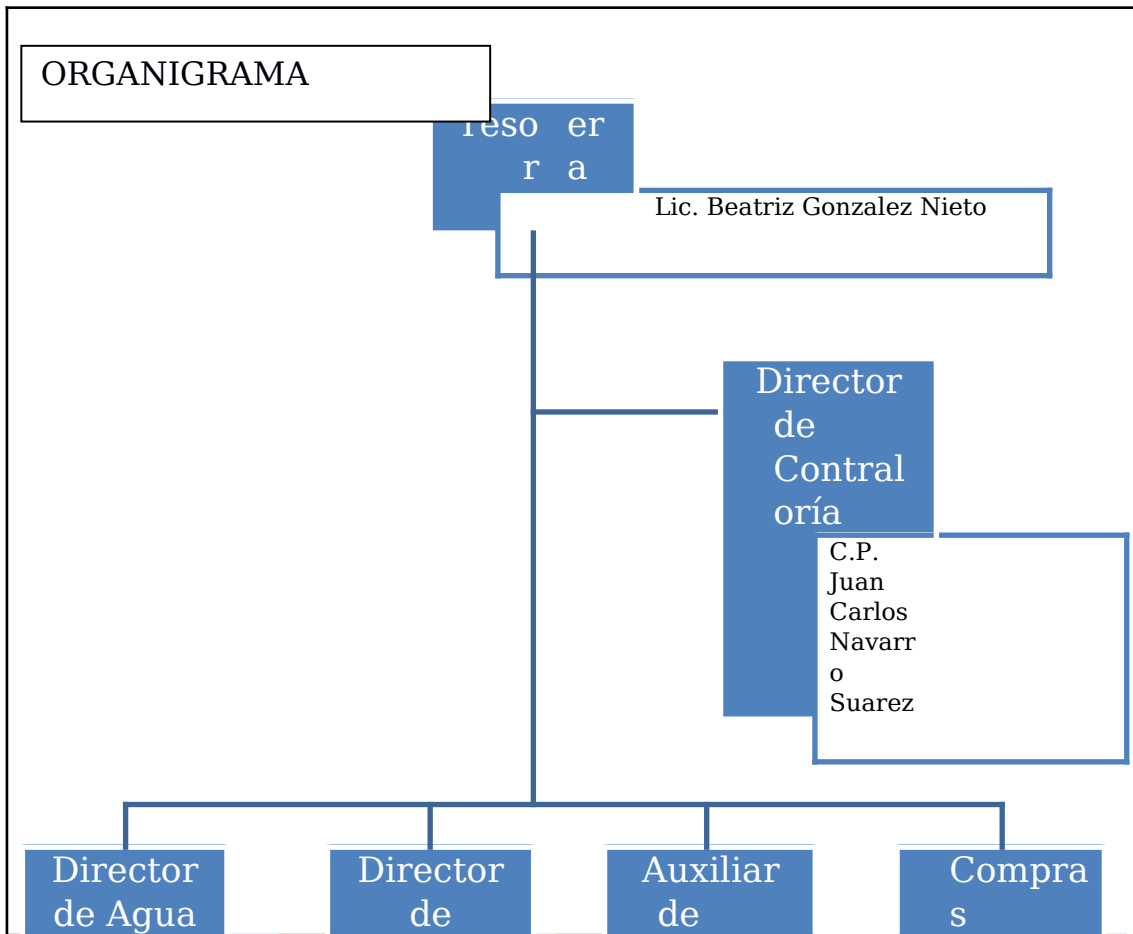 ORGANIGRAMA
Teso er
r a
Lic. Beatriz Gonzalez Nieto
Director
de
Contral
oría
C.P.
Juan
Carlos
Navarr
o
Suarez
Director
de Agua
Director
de
Auxiliar
de
Compra
s